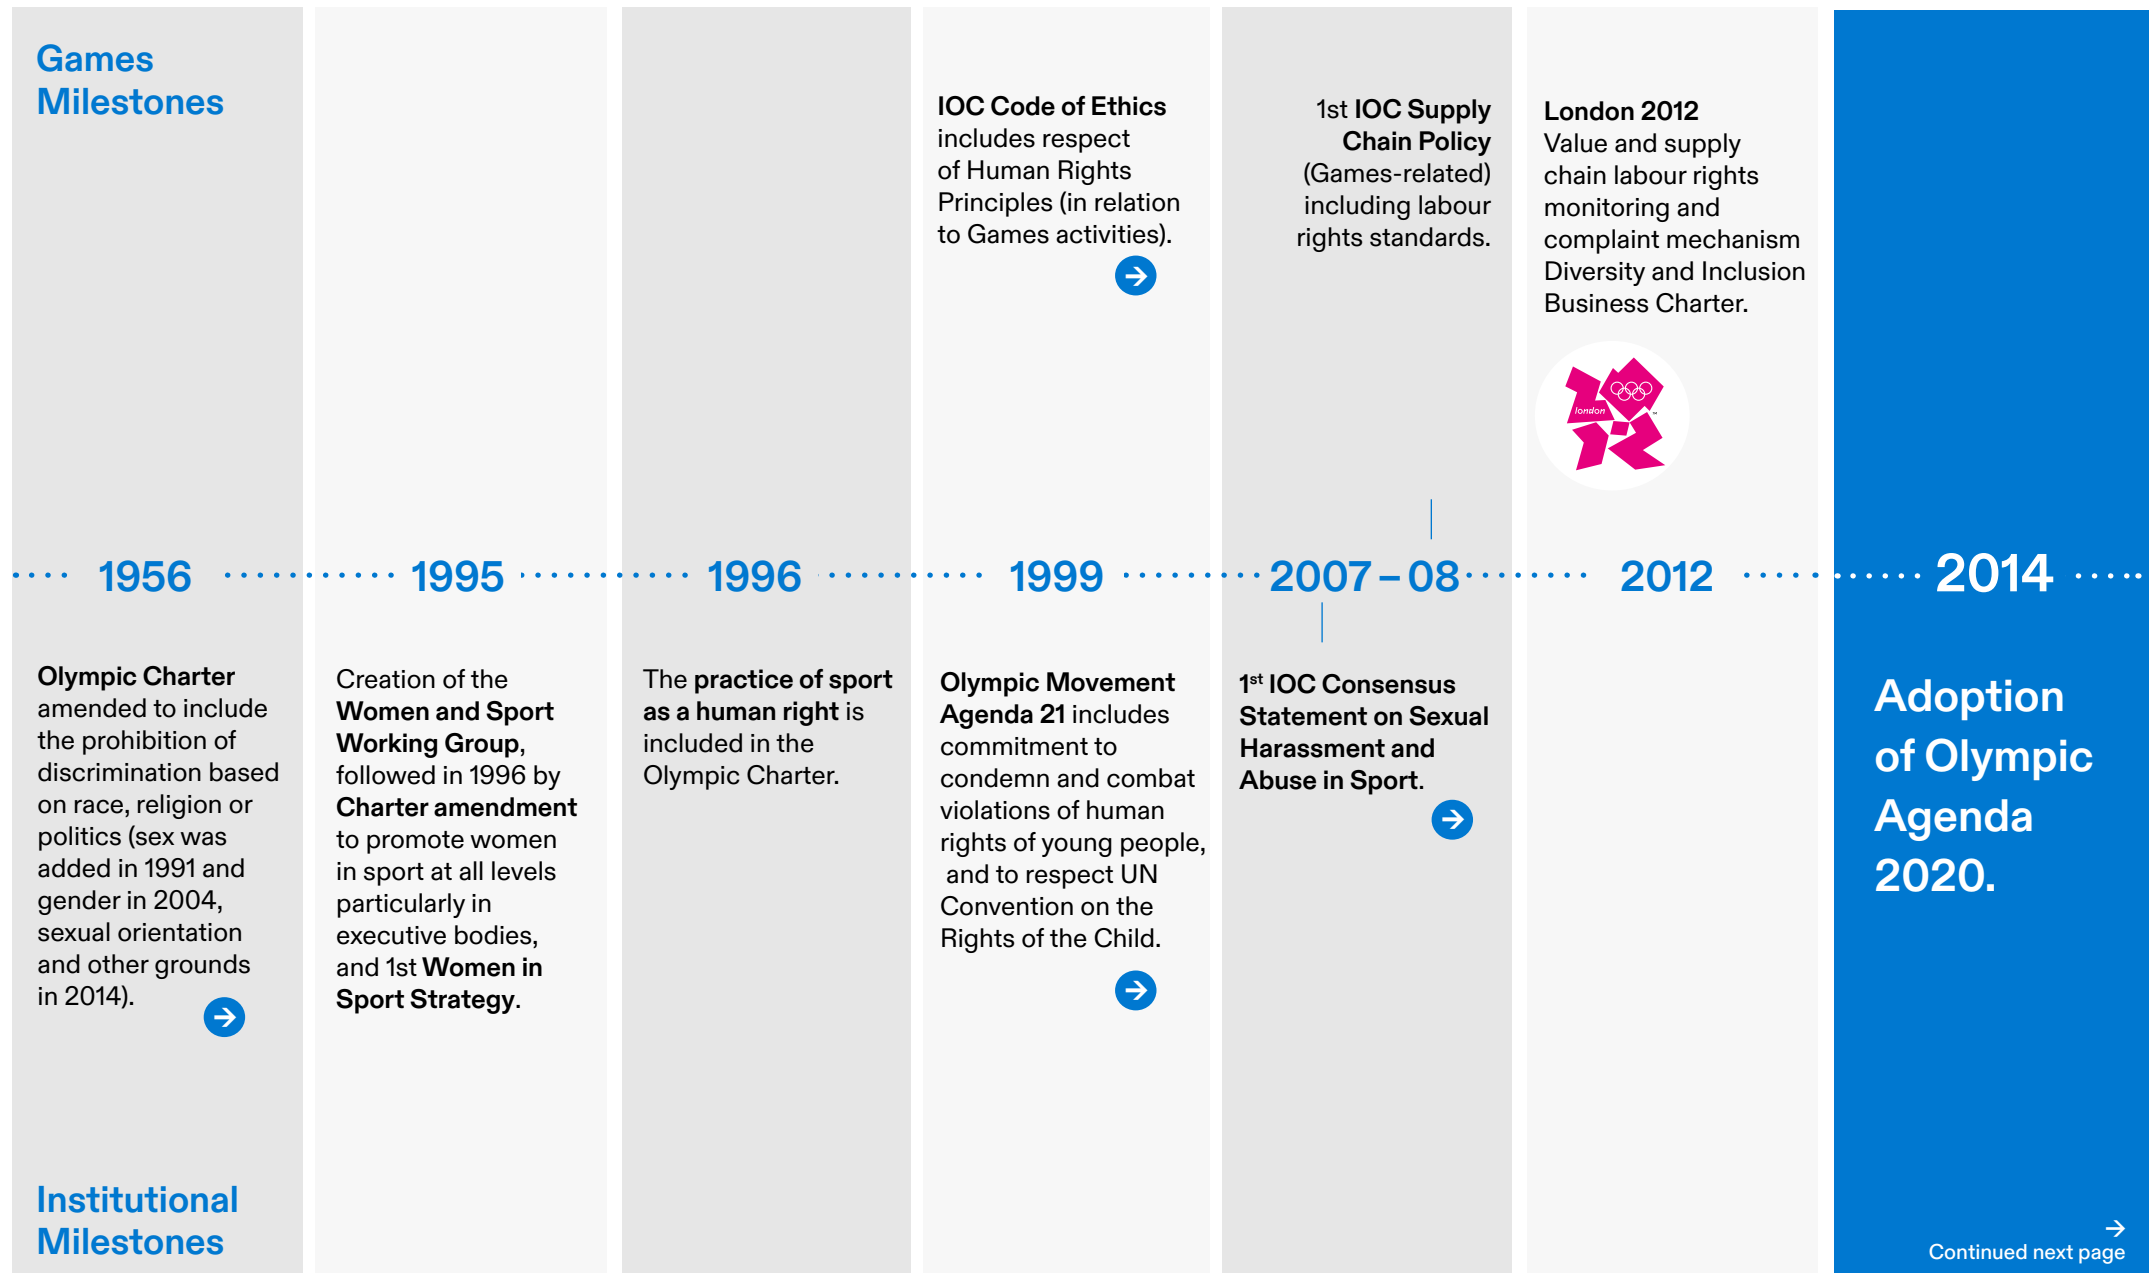 Games
Milestones
IOC Code of Ethics
includes respect
of Human Rights
Principles (in relation
to Games activities).
1st IOC Supply
Chain Policy
(Games-related)
including labour
rights standards.
London 2012
Value and supply
chain labour rights
monitoring and
complaint mechanism
Diversity and Inclusion
Business Charter.
london
™
1956
1995
1996
1999
2007 – 08
2012
2014
Olympic Charter
amended to include
the prohibition of
discrimination based
on race, religion or
politics (sex was
added in 1991 and
gender in 2004,
sexual orientation
and other grounds
in 2014).
Creation of the
Women and Sport
Working Group,
followed in 1996 by
Charter amendment
to promote women
in sport at all levels
particularly in
executive bodies,
and 1st Women in
Sport Strategy.
The practice of sport
as a human right is
included in the
Olympic Charter.
Olympic Movement
Agenda 21 includes
commitment to
condemn and combat
violations of human
rights of young people,
and to respect UN
Convention on the
Rights of the Child.
1st IOC Consensus
Statement on Sexual
Harassment and
Abuse in Sport.
Adoption
of Olympic
Agenda
2020.
Institutional
Milestones
Continued next page